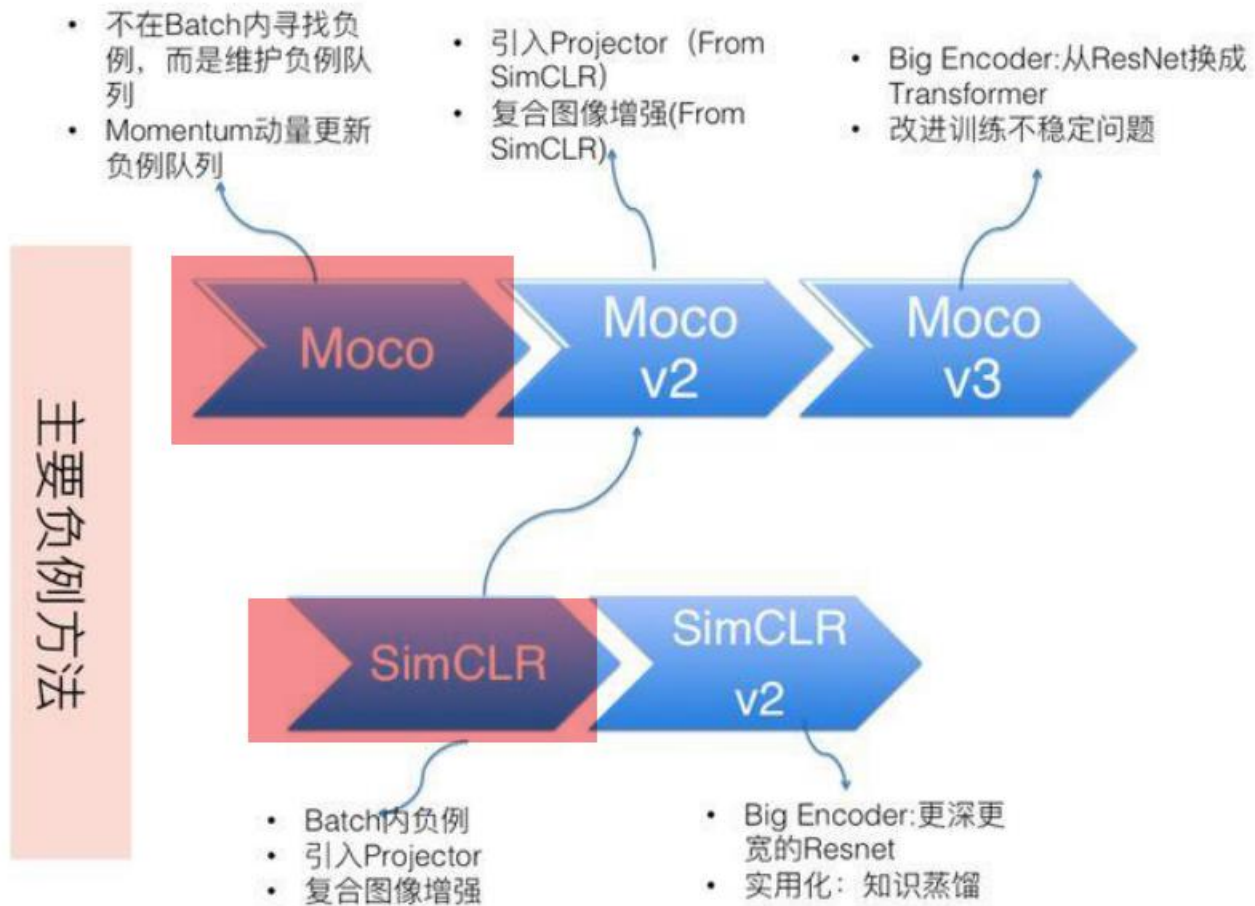 • 不在Batch内寻找负
例，而是维护负例队
列
• Momentum动量更新
负例队列
• 引入Projector（From
SimCLR）
• 复合图像增强(From
SimCLR)
• Big Encoder:从ResNet换成
Transformer
• 改进训练不稳定问题
主要负例方法
Moco
Moco
v2
Moco
v3
SimCLR
SimCLR
v2
• Batch内负例
• 引入Projector
• 复合图像增强
• Big Encoder:更深更
宽的Resnet
• 实用化：知识蒸馏